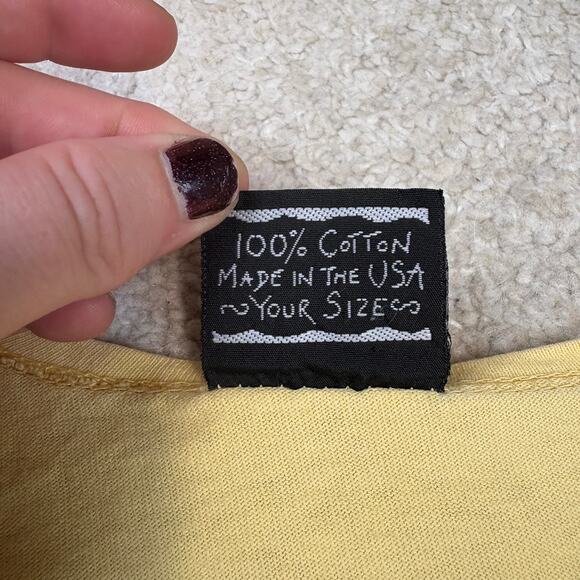 100% COTTON
MADE IN THE USA
~YOUR SIZE~